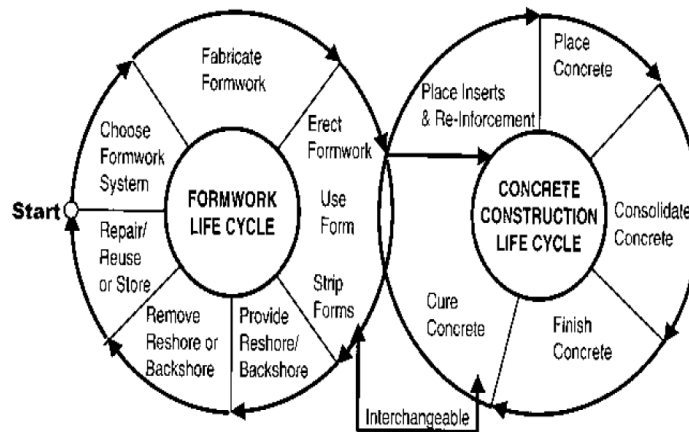 Start
Choose
Formwork
System
Fabricate
Formwork
Erect
Formwork
Use
Form
Strip
Forms
Provide
Reshore/
Backshore
Remove
Reshore or
Backshore
Repair/
Reuse
or Store
FORMWORK
LIFE CYCLE
Place Inserts
& Re-Inforcement
Place
Concrete
Consolidate
Concrete
Finish
Concrete
Cure
Concrete
CONCRETE
CONSTRUCTION
LIFE CYCLE
Interchangeable